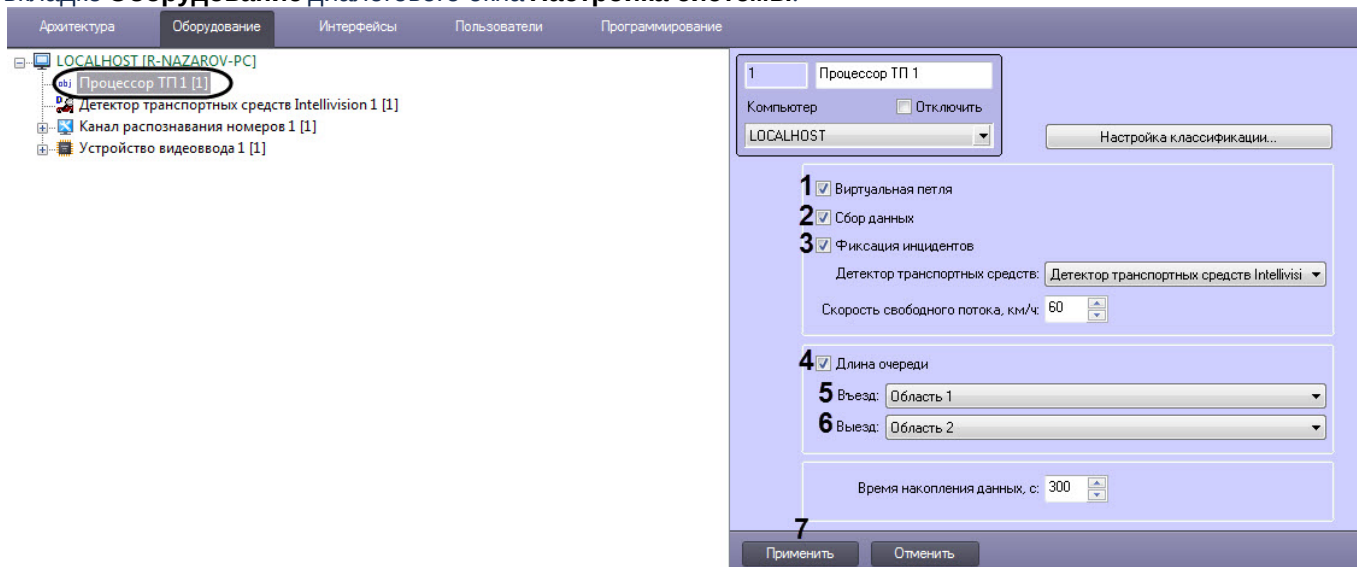 вкладке Оборудование диалогового окна Настройка системы.
Архитектура Оборудование Интерфейсы Пользователи Программирование
LOCALHOST [R-NAZAROV-PC]
obj Процессор ТП 1 [1]
Детектор транспортных средств Intellivision 1 [1]
Канал распознавания номеров 1 [1]
Устройство видеоввода 1 [1]
1 Процессор ТП 1
Компьютер Отключить
LOCALHOST
Настройка классификации...
1 Виртуальная петля
2 Сбор данных
3 Фиксация инцидентов
Детектор транспортных средств: Детектор транспортных средств Intellivisi
Скорость свободного потока, км/ч: 60
4 Длина очереди
5 Въезд: Область 1
6 Выезд: Область 2
Время накопления данных, с: 300
7
Применить Отменить